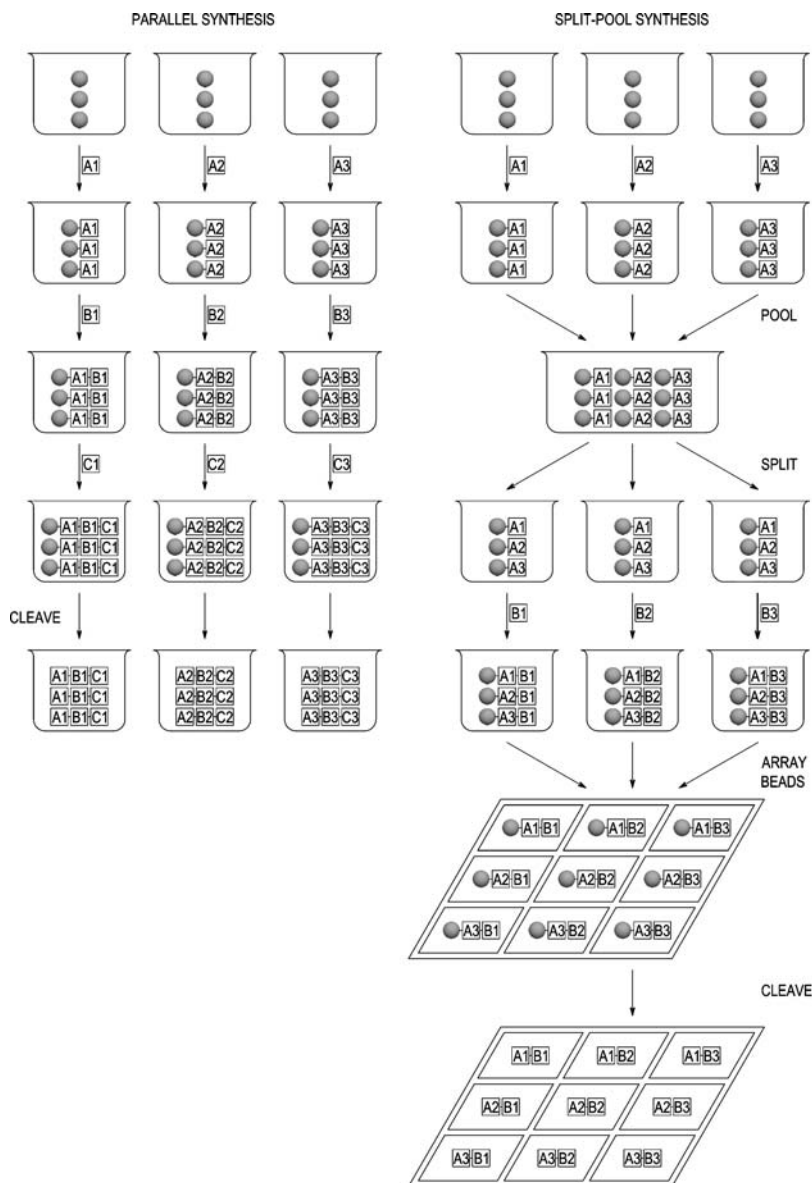 PARALLEL SYNTHESIS
A1 A2 A3
A1 A2 A3
A1 A2 A3
A1 A2 A3
B1 B2 B3
A1 B1 A2 B2 A3 B3
A1 B1 A2 B2 A3 B3
A1 B1 A2 B2 A3 B3
C1 C2 C3
A1 B1 C1 A2 B2 C2 A3 B3 C3
A1 B1 C1 A2 B2 C2 A3 B3 C3
A1 B1 C1 A2 B2 C2 A3 B3 C3
CLEAVE
A1 B1 C1 A2 B2 C2 A3 B3 C3
A1 B1 C1 A2 B2 C2 A3 B3 C3
A1 B1 C1 A2 B2 C2 A3 B3 C3
SPLIT-POOL SYNTHESIS
A1 A2 A3
A1 A2 A3
A1 A2 A3
A1 A2 A3
POOL
A1 A2 A3
A1 A2 A3
A1 A2 A3
SPLIT
A1 A1 A1
A2 A2 A2
A3 A3 A3
B1 B2 B3
A1 B1 A1 B2 A1 B3
A2 B1 A2 B2 A2 B3
A3 B1 A3 B2 A3 B3
ARRAY
BEADS
A1 B1 A1 B2 A1 B3
A2 B1 A2 B2 A2 B3
A3 B1 A3 B2 A3 B3
CLEAVE
A1 B1 A1 B2 A1 B3
A2 B1 A2 B2 A2 B3
A3 B1 A3 B2 A3 B3